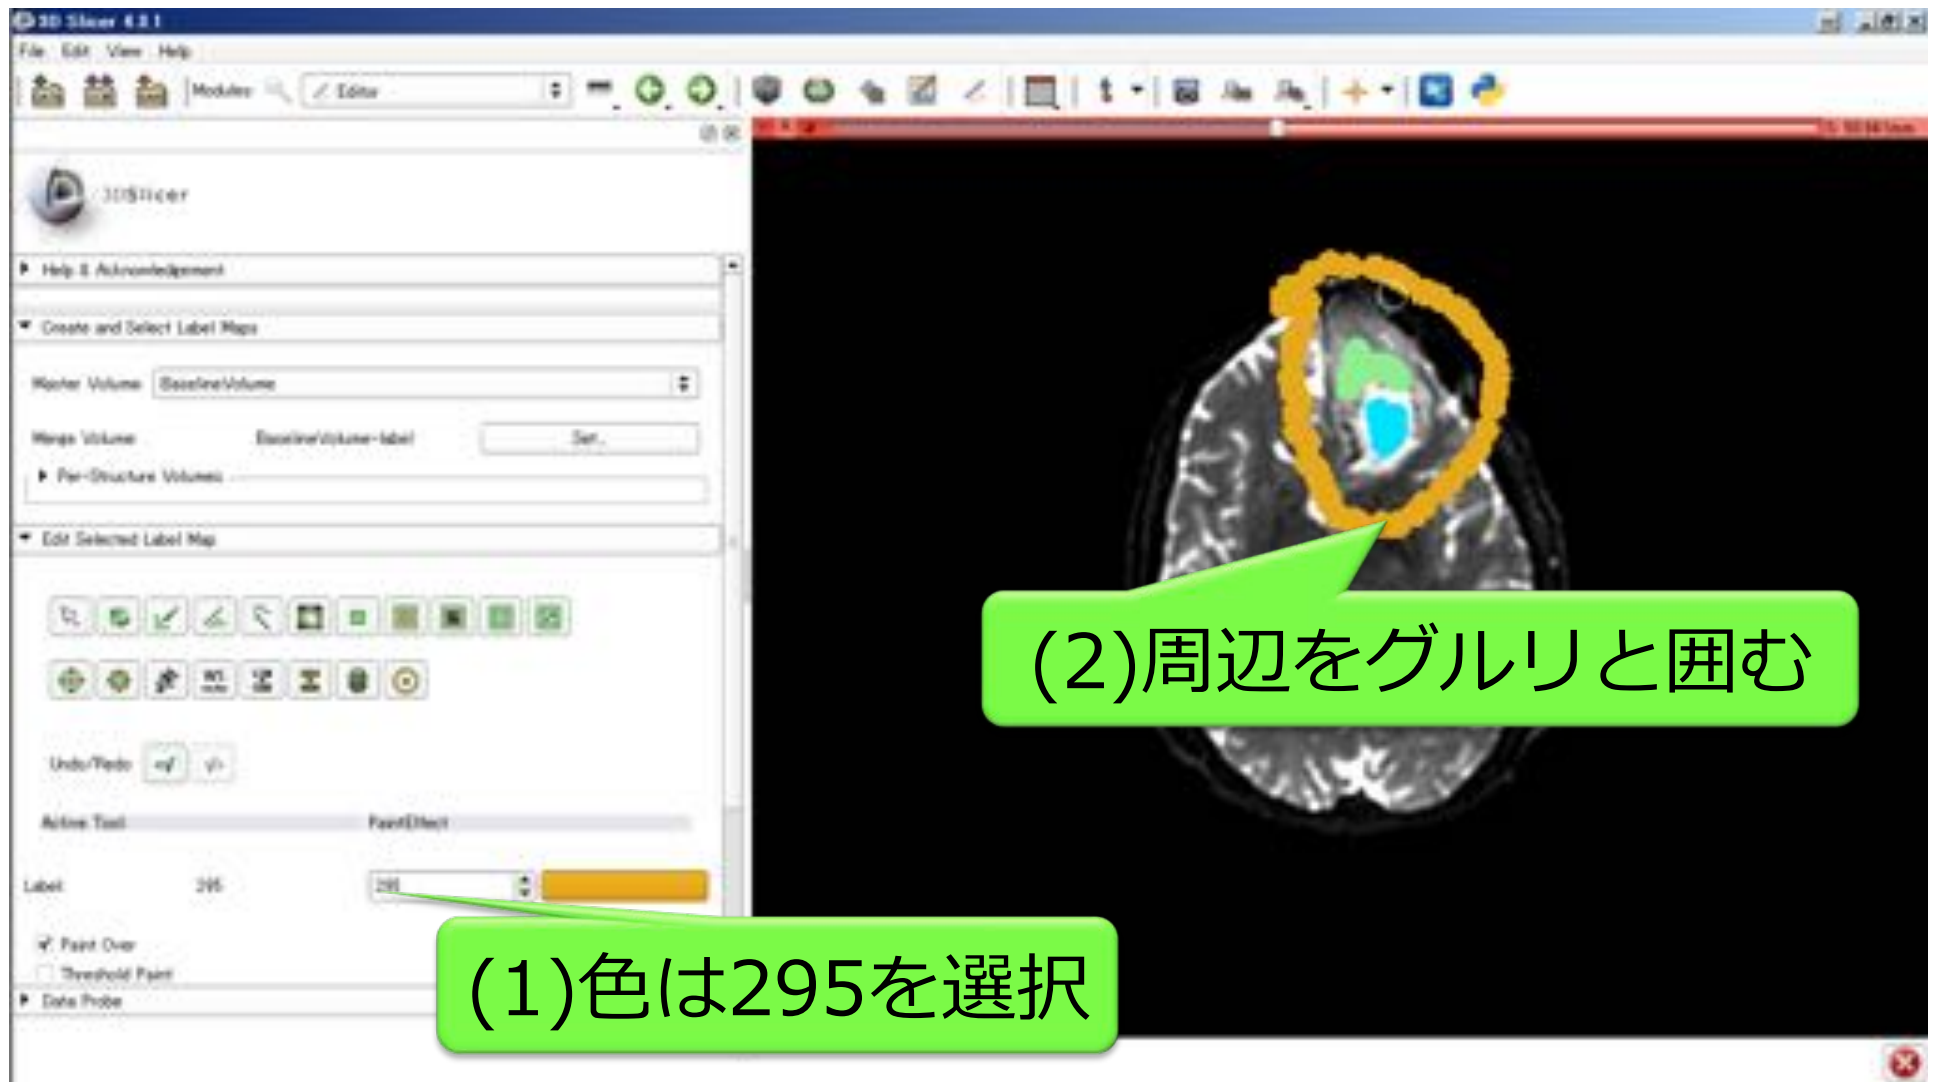 3D Slicer
File Edit View Help
Modules: Editor
3DSlicer
Help & Acknowledgement
Create and Select Label Maps
Master Volume: BaselineVolume
Merge Volume: BaselineVolume-label Set...
Per-Structure Volumes
Edit Selected Label Map
(2)周辺をグルリと囲む
Undo/Redo:
Active Tool: PaintEffect
Label: 295 295
Paint Over
Threshold Paint
Data Probe
(1)色は295を選択